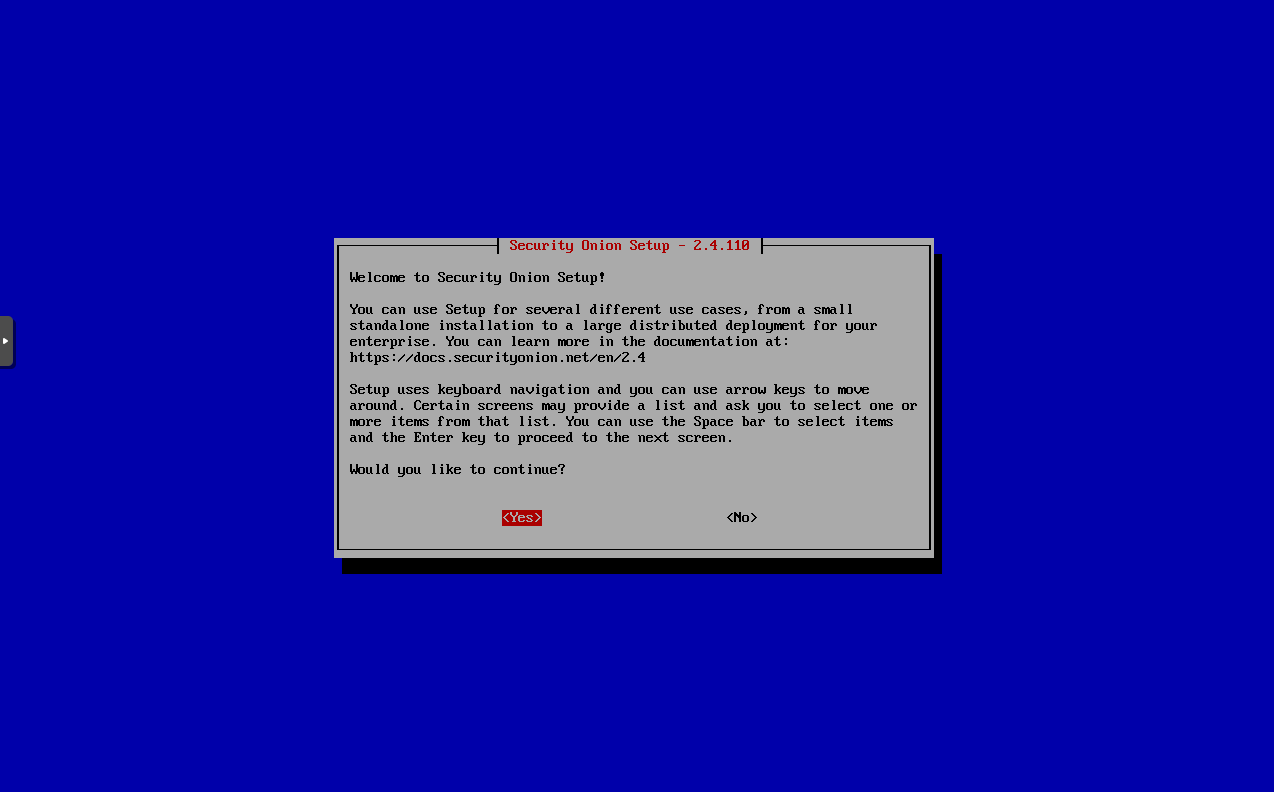 Security Onion Setup - 2.4.110
Welcome to Security Onion Setup!
You can use Setup for several different use cases, from a small
standalone installation to a large distributed deployment for your
enterprise. You can learn more in the documentation at:
https://docs.securityonion.net/en/2.4
Setup uses keyboard navigation and you can use arrow keys to move
around. Certain screens may provide a list and ask you to select one or
more items from that list. You can use the Space bar to select items
and the Enter key to proceed to the next screen.
Would you like to continue?
<Yes> <No>